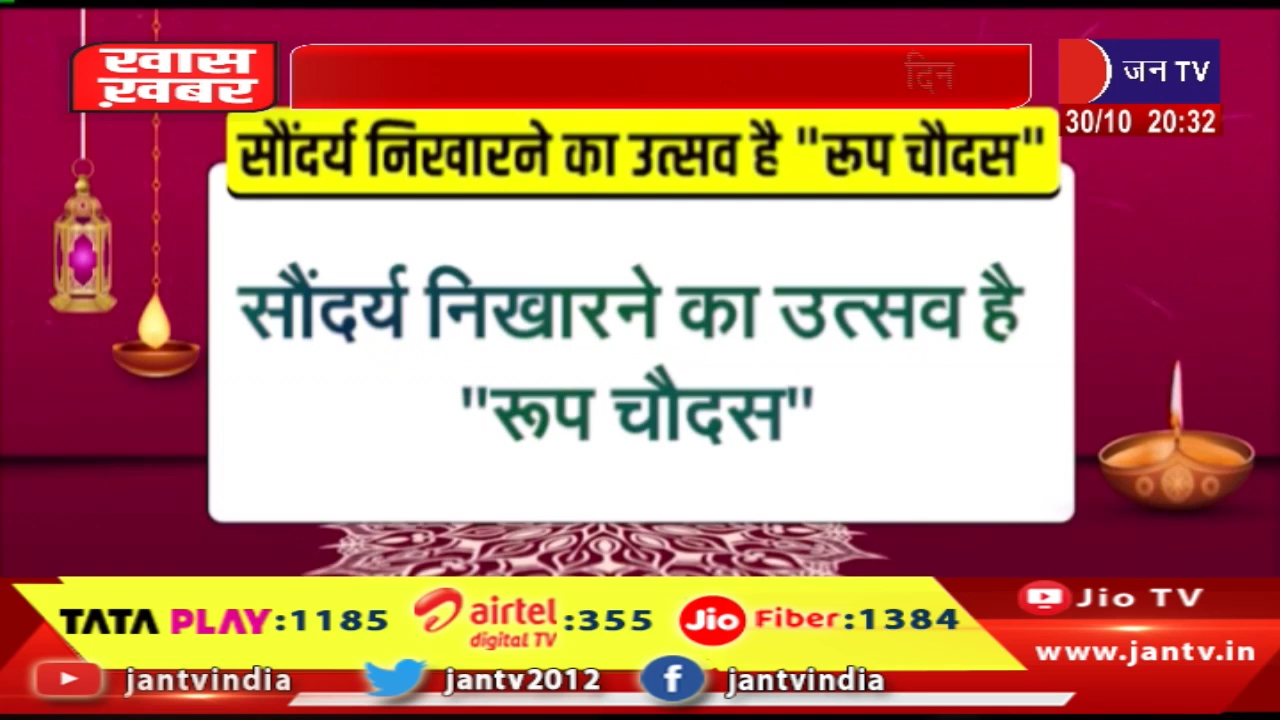 खास
ख़बर
दिन
जन TV
30/10 20:32
सौंदर्य निखारने का उत्सव है "रूप चौदस"
सौंदर्य निखारने का उत्सव है
"रूप चौदस"
TATA PLAY:1185
airtel
digital TV
:355
Jio Fiber:1384
Jio TV
www.jantv.in
jantvindia
jantv2012
f jantvindia